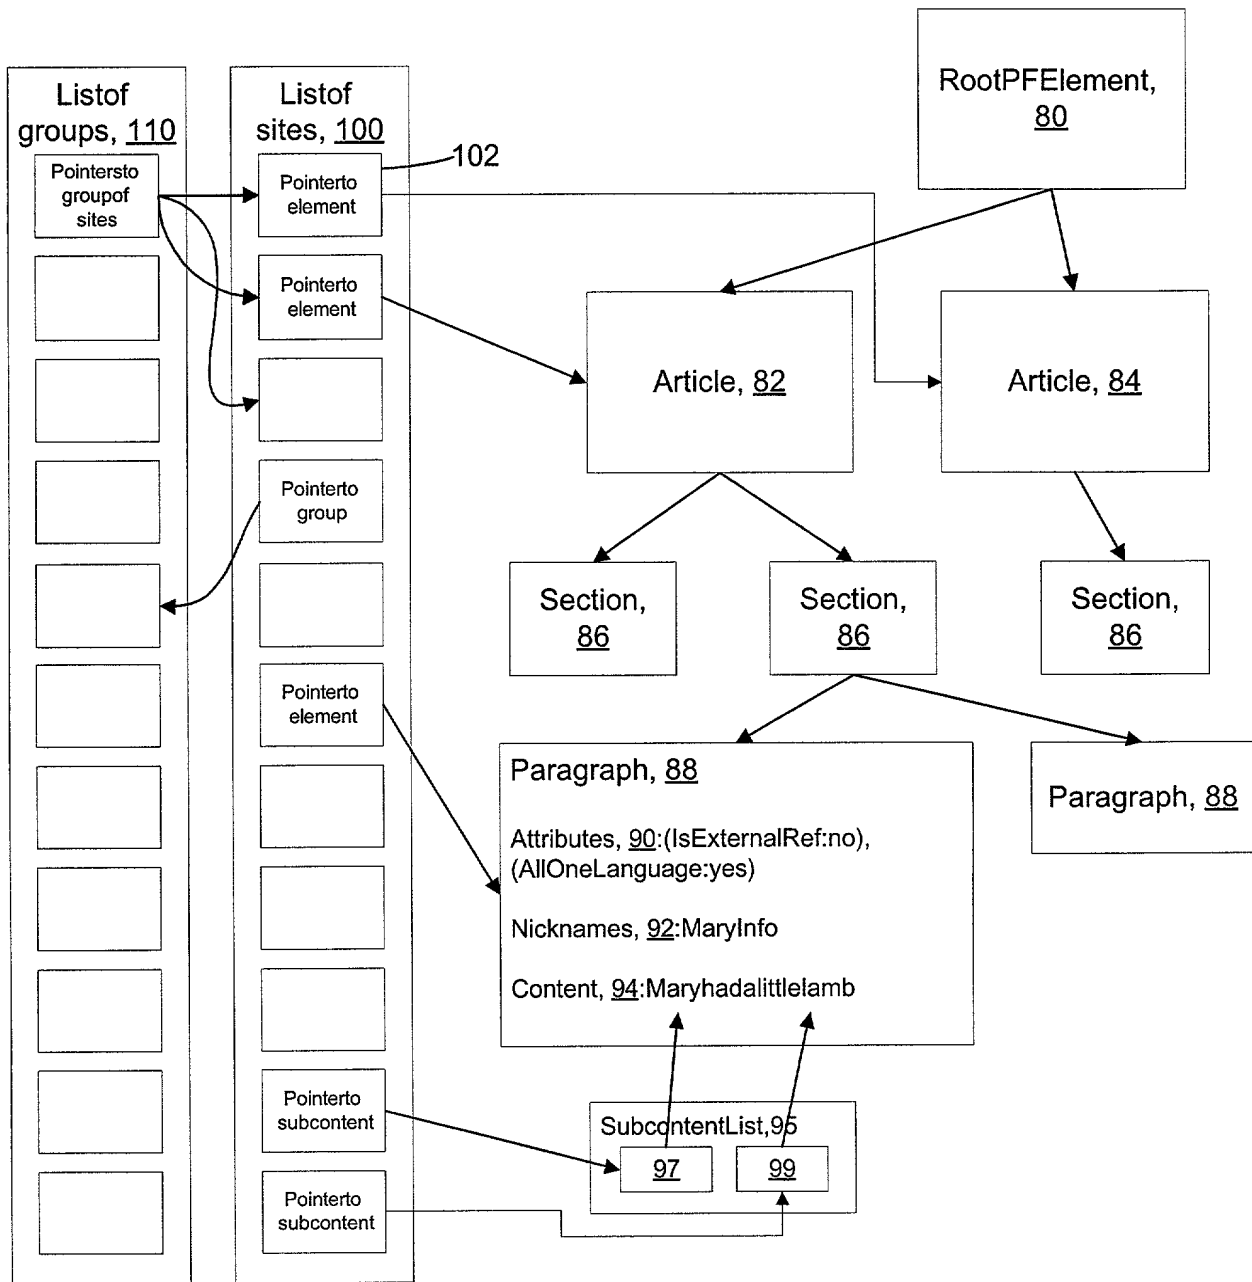 Listof
groups, 110
Pointersto
groupof
sites
Listof
sites, 100
102
Pointerto
element
Pointerto
element
Pointerto
group
Pointerto
element
Pointerto
subcontent
Pointerto
subcontent
RootPFElement,
80
Article, 82
Article, 84
Section,
86
Section,
86
Section,
86
Paragraph, 88
Attributes, 90:(IsExternalRef:no),
(AllOneLanguage:yes)
Nicknames, 92:MaryInfo
Content, 94:Maryhadalittlelamb
Paragraph, 88
SubcontentList,95
97
99